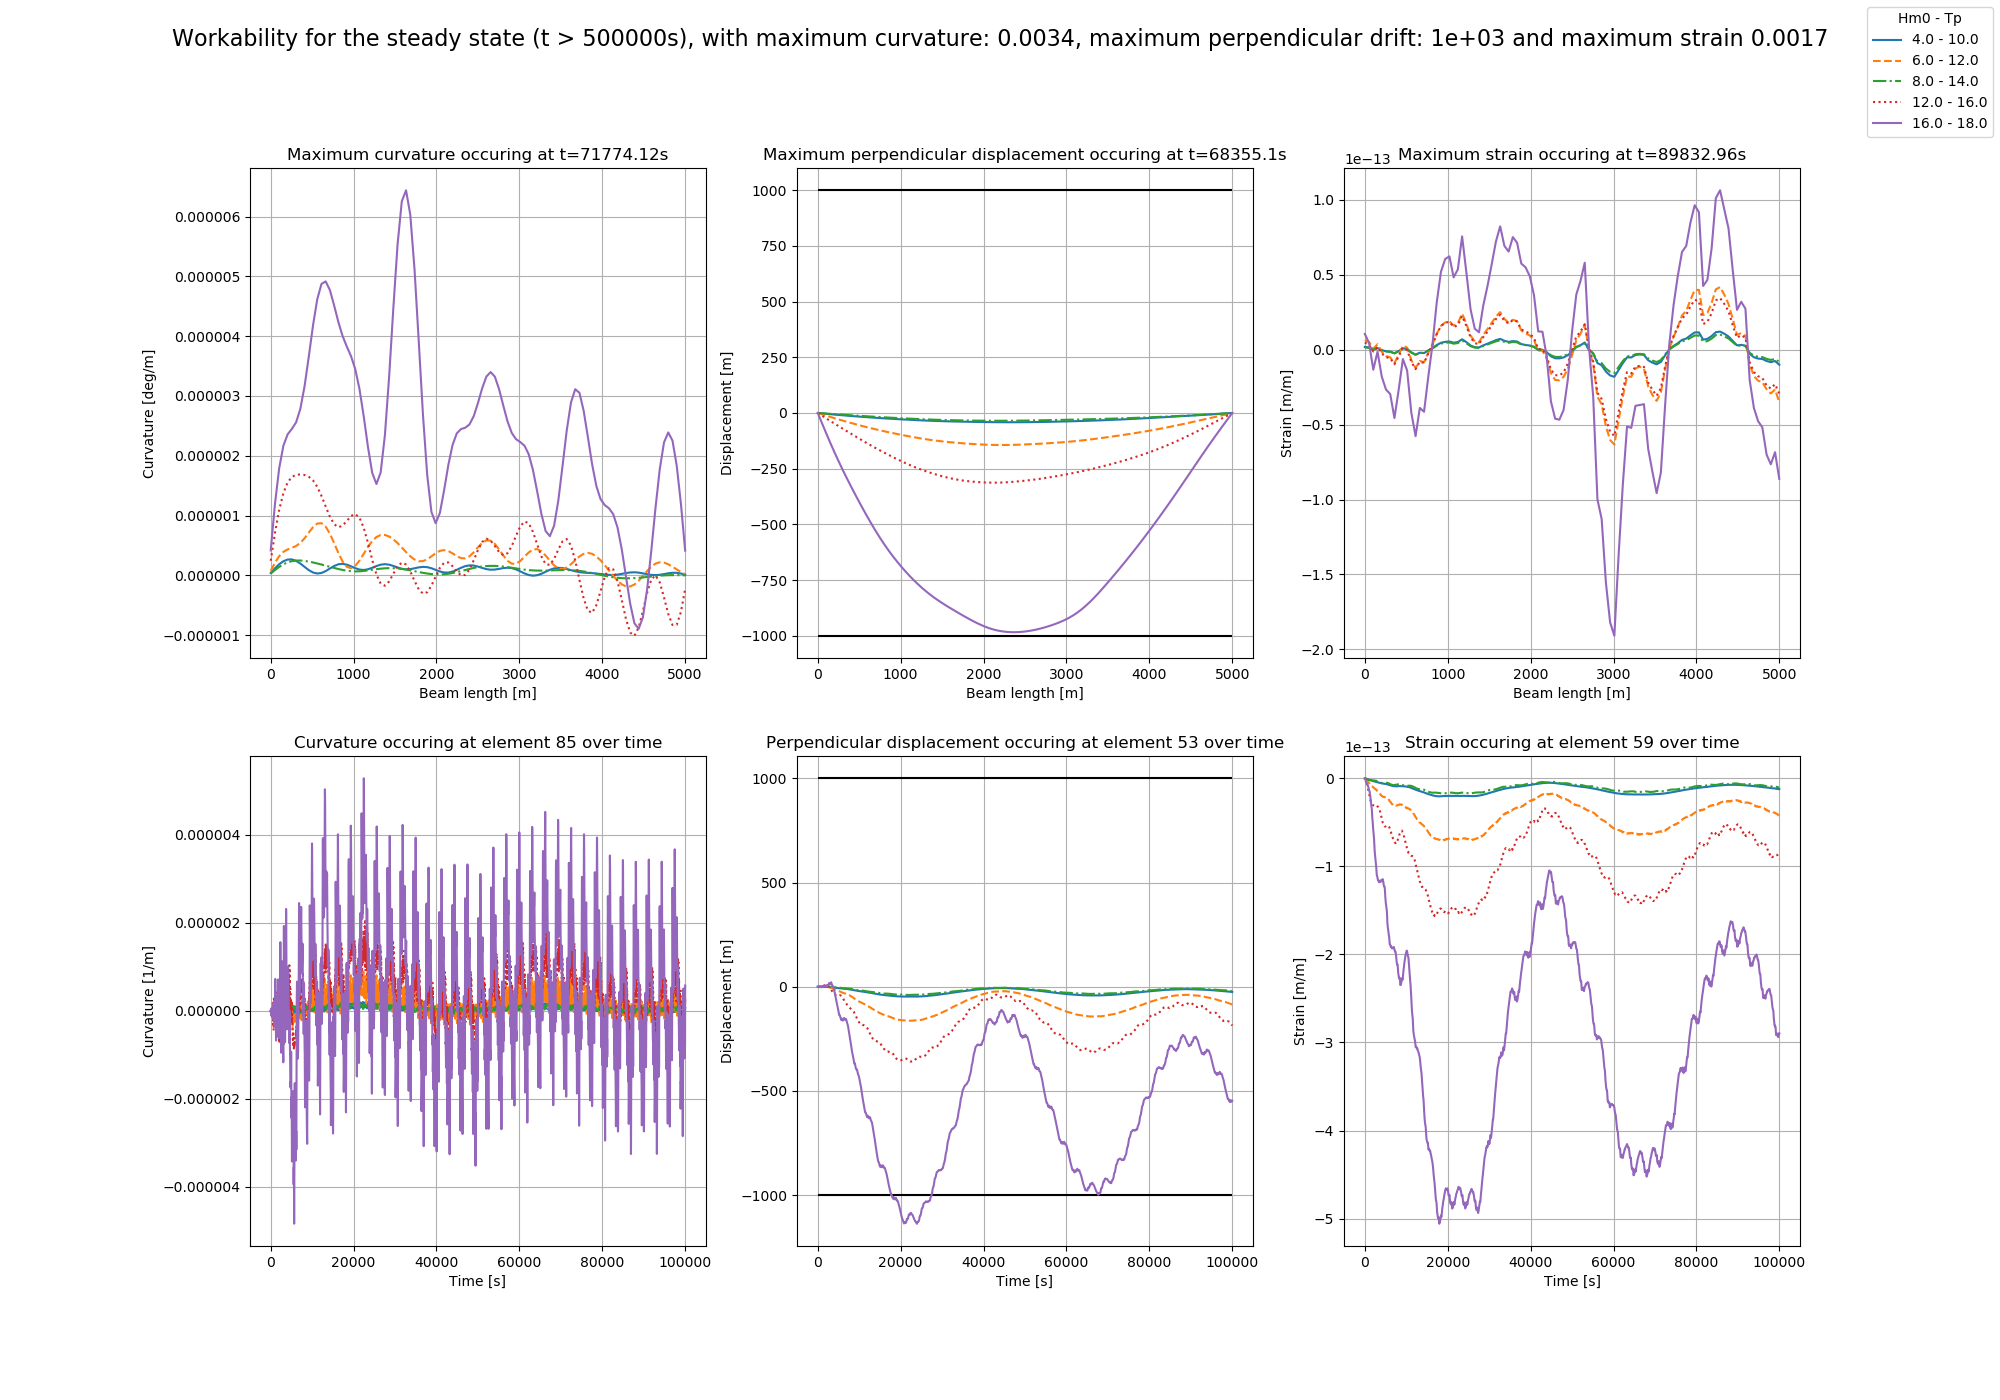 Workability for the steady state (t > 500000s), with maximum curvature: 0.0034, maximum perpendicular drift: 1e+03 and maximum strain 0.0017
Hm0 - Tp
4.0 - 10.0
6.0 - 12.0
8.0 - 14.0
12.0 - 16.0
16.0 - 18.0
Maximum curvature occuring at t=71774.12s
Curvature [deg/m]
0.000006
0.000005
0.000004
0.000003
0.000002
0.000001
0.000000
−0.000001
0 1000 2000 3000 4000 5000
Beam length [m]
Maximum perpendicular displacement occuring at t=68355.1s
Displacement [m]
1000
750
500
250
0
−250
−500
−750
−1000
0 1000 2000 3000 4000 5000
Beam length [m]
Maximum strain occuring at t=89832.96s
1e−13
Strain [m/m]
1.0
0.5
0.0
−0.5
−1.0
−1.5
−2.0
0 1000 2000 3000 4000 5000
Beam length [m]
Curvature occuring at element 85 over time
Curvature [1/m]
0.000004
0.000002
0.000000
−0.000002
−0.000004
0 20000 40000 60000 80000 100000
Time [s]
Perpendicular displacement occuring at element 53 over time
Displacement [m]
1000
500
0
−500
−1000
0 20000 40000 60000 80000 100000
Time [s]
Strain occuring at element 59 over time
1e−13
Strain [m/m]
0
−1
−2
−3
−4
−5
0 20000 40000 60000 80000 100000
Time [s]